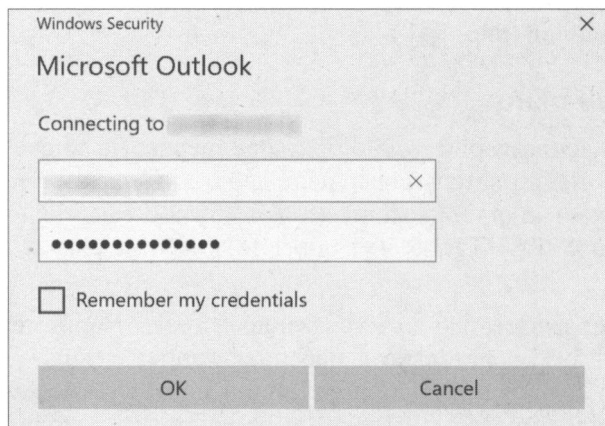 Windows Security
Microsoft Outlook
Connecting to
●●●●●●●●●●●●●●
Remember my credentials
OK
Cancel